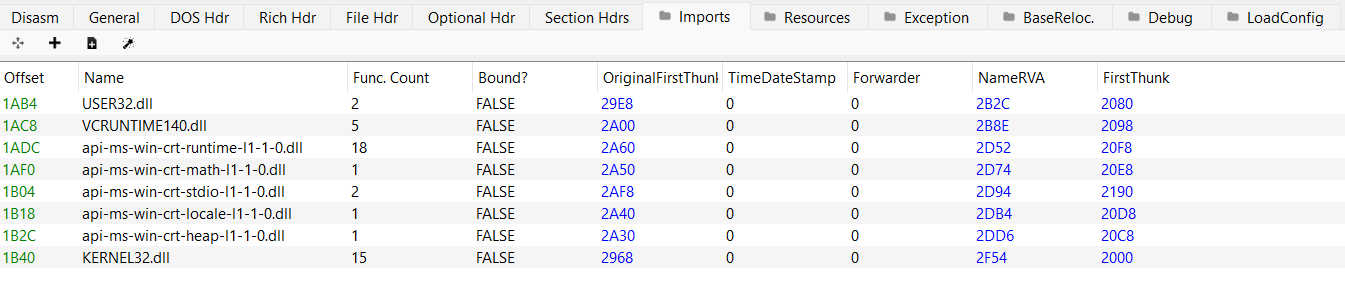 Disasm General DOS Hdr Rich Hdr File Hdr Optional Hdr Section Hdrs Imports Resources Exception BaseReloc. Debug LoadConfig
Offset Name Func. Count Bound? OriginalFirstThunk TimeDateStamp Forwarder NameRVA FirstThunk
1AB4 USER32.dll 2 FALSE 29E8 0 0 2B2C 2080
1AC8 VCRUNTIME140.dll 5 FALSE 2A00 0 0 2B8E 2098
1ADC api-ms-win-crt-runtime-l1-1-0.dll 18 FALSE 2A60 0 0 2D52 20F8
1AF0 api-ms-win-crt-math-l1-1-0.dll 1 FALSE 2A50 0 0 2D74 20E8
1B04 api-ms-win-crt-stdio-l1-1-0.dll 2 FALSE 2AF8 0 0 2D94 2190
1B18 api-ms-win-crt-locale-l1-1-0.dll 1 FALSE 2A40 0 0 2DB4 20D8
1B2C api-ms-win-crt-heap-l1-1-0.dll 1 FALSE 2A30 0 0 2DD6 20C8
1B40 KERNEL32.dll 15 FALSE 2968 0 0 2F54 2000